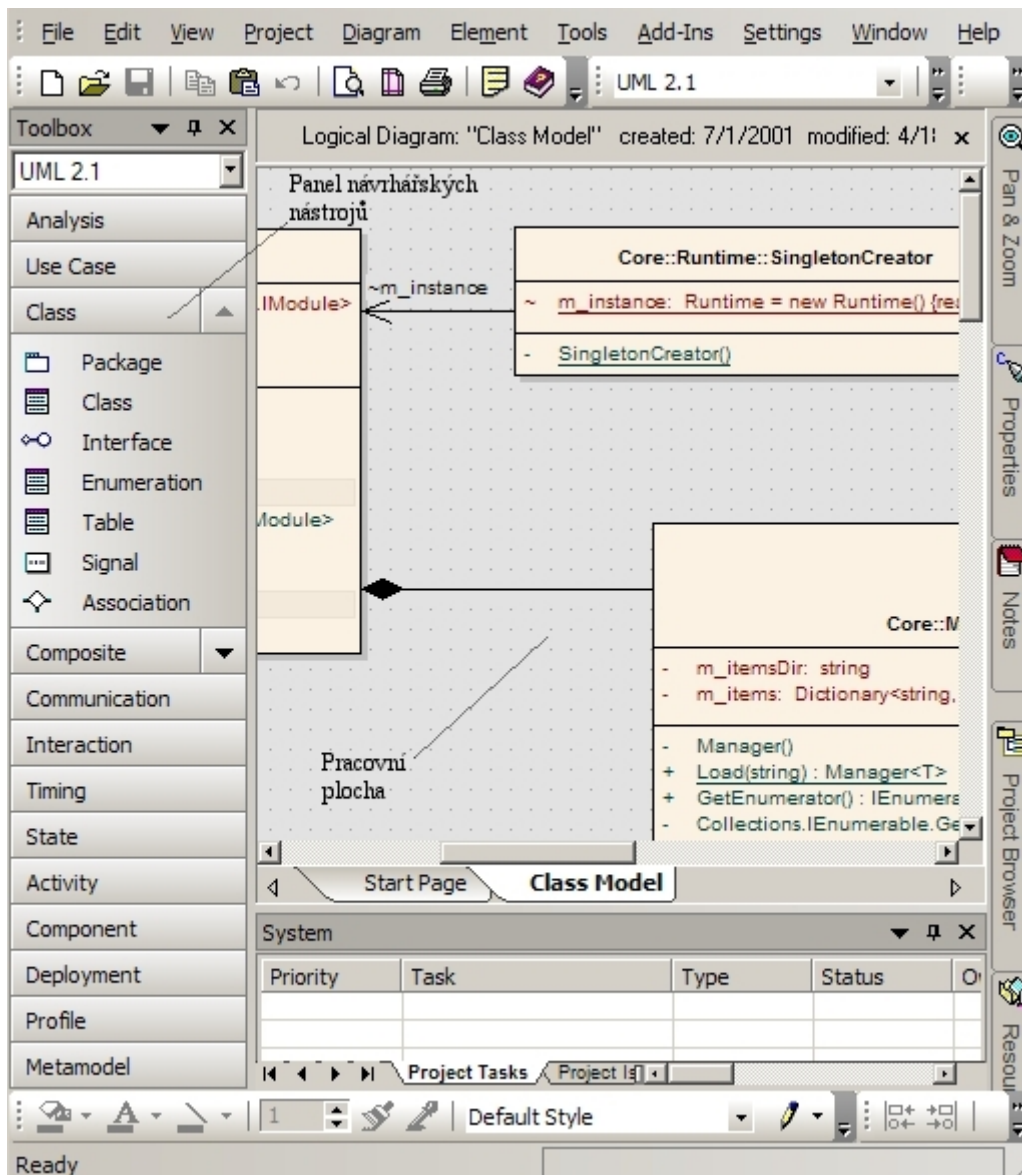 File Edit View Project Diagram Element Tools Add-Ins Settings Window Help
UML 2.1
Toolbox
UML 2.1
Analysis
Use Case
Class
Package
Class
Interface
Enumeration
Table
Signal
Association
Composite
Communication
Interaction
Timing
State
Activity
Component
Deployment
Profile
Metamodel
Logical Diagram: "Class Model" created: 7/1/2001 modified: 4/1
Panel návrhářských
nástrojů
.IModule>
~m_instance
Core::Runtime::SingletonCreator
~ m_instance: Runtime = new Runtime() {rea
- SingletonCreator()
Module>
Core::M
- m_itemsDir: string
- m_items: Dictionary<string,
- Manager()
+ Load(string) : Manager<T>
+ GetEnumerator() : IEnumera
- Collections.IEnumerable.Ge
Pracovní
plocha
Start Page Class Model
System
Priority Task Type Status
Project Tasks Project Is
Pan & Zoom
Properties
Notes
Project Browser
Resou
1 Default Style
Ready